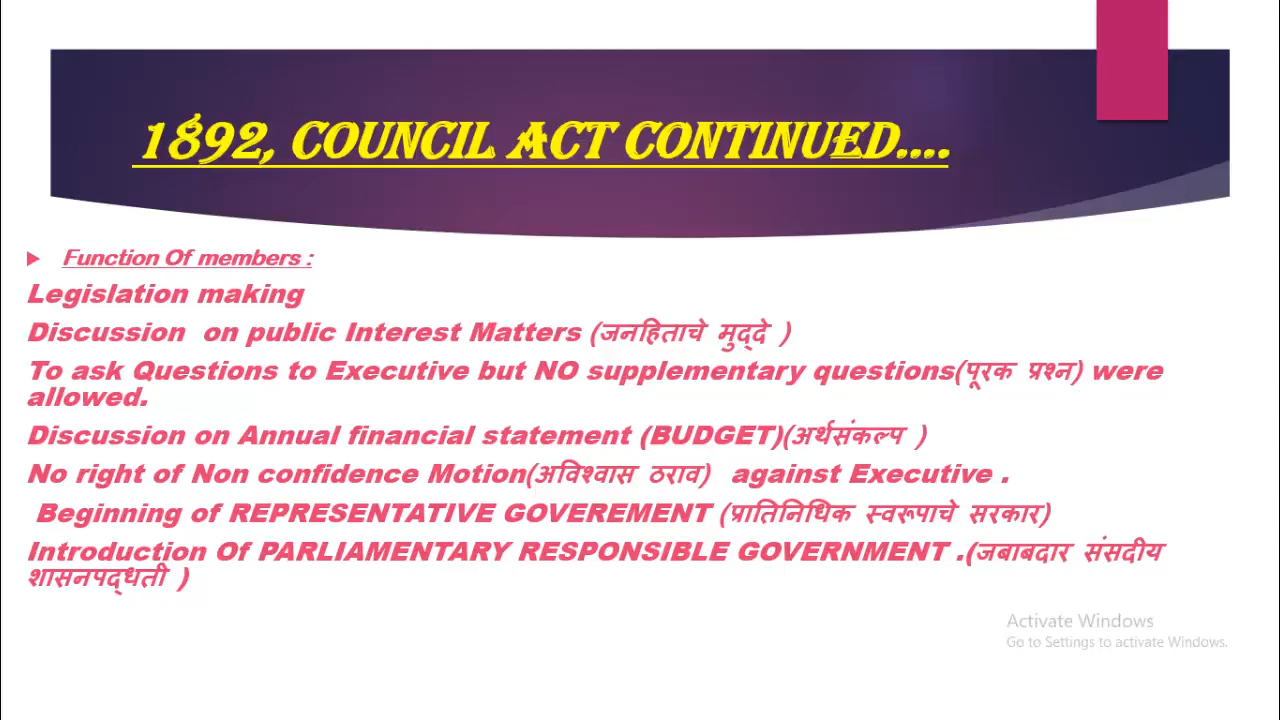 1892, COUNCIL ACT CONTINUED....
Function Of members :
Legislation making
Discussion on public Interest Matters (जनहिताचे मुद्दे )
To ask Questions to Executive but NO supplementary questions(पूरक प्रश्न) were
allowed.
Discussion on Annual financial statement (BUDGET)(अर्थसंकल्प )
No right of Non confidence Motion(अविश्वास ठराव) against Executive .
Beginning of REPRESENTATIVE GOVEREMENT (प्रातिनिधिक स्वरूपाचे सरकार)
Introduction Of PARLIAMENTARY RESPONSIBLE GOVERNMENT .(जबाबदार संसदीय
शासनपद्धती )
Activate Windows
Go to Settings to activate Windows.